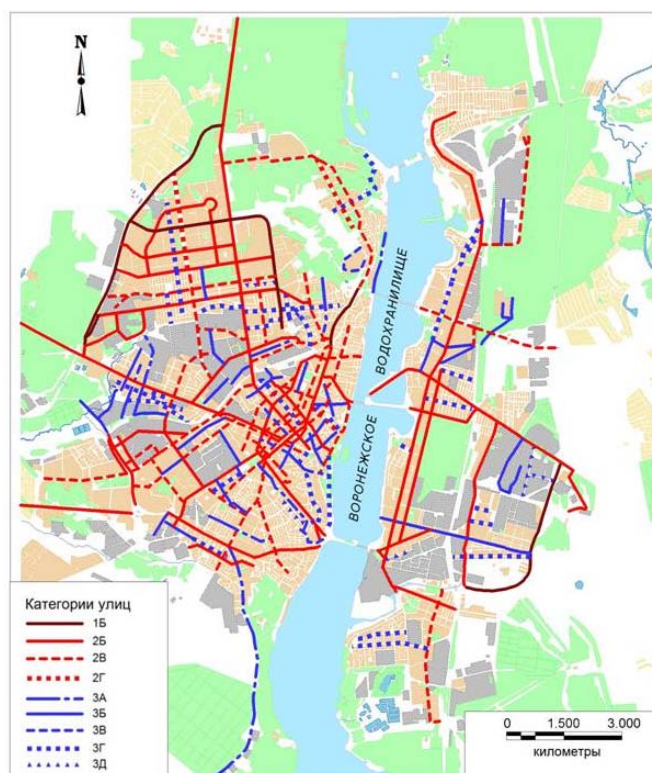 N
ВОДОХРАНИЛИЩЕ
ВОРОНЕЖСКОЕ
Категории улиц
1Б
2Б
2В
2Г
3А
3Б
3В
3Г
3Д
0 1.500 3.000
километры